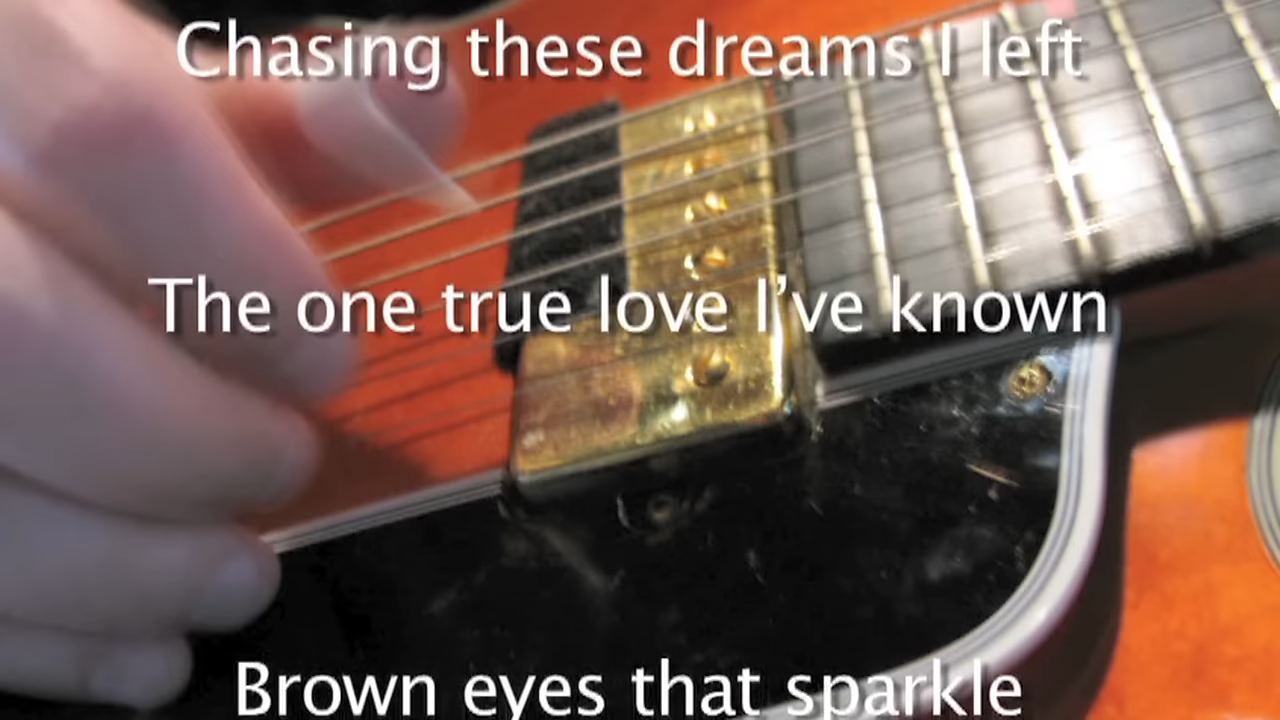 Chasing these dreams I left
The one true love I've known
Brown eyes that sparkle